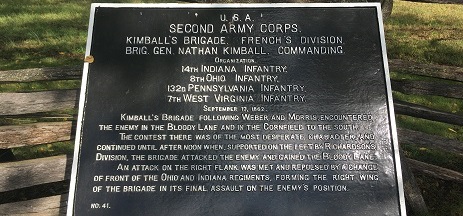 U. S. A.
SECOND ARMY CORPS.
KIMBALL'S BRIGADE, FRENCH'S DIVISION,
BRIG. GEN. NATHAN KIMBALL, COMMANDING.
ORGANIZATION.
14TH INDIANA INFANTRY,
8TH OHIO INFANTRY,
132D PENNSYLVANIA INFANTRY,
7TH WEST VIRGINIA INFANTRY.
SEPTEMBER 17, 1862.
KIMBALL'S BRIGADE FOLLOWING WEBER AND MORRIS, ENCOUNTERED
THE ENEMY IN THE BLOODY LANE AND IN THE CORNFIELD TO THE SOUTH OF IT.
THE CONTEST THERE WAS OF THE MOST DESPERATE CHARACTER AND
CONTINUED UNTIL AFTER NOON WHEN, SUPPORTED ON THE LEFT BY RICHARDSON'S
DIVISION, THE BRIGADE ATTACKED THE ENEMY AND GAINED THE BLOODY LANE.
AN ATTACK ON THE RIGHT FLANK WAS MET AND REPULSED BY A CHANGE
OF FRONT OF THE OHIO AND INDIANA REGIMENTS, FORMING THE RIGHT WING
OF THE BRIGADE IN ITS FINAL ASSAULT ON THE ENEMY'S POSITION.
NO. 41.